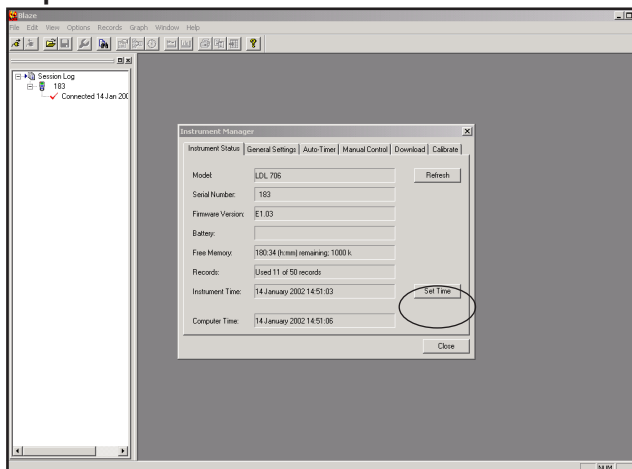 Blaze
File Edit View Options Records Graph Window Help
Session Log
183
Connected 14 Jan 200
Instrument Manager
Instrument Status General Settings Auto-Timer Manual Control Download Calibrate
Model: LDL 706 Refresh
Serial Number: 183
Firmware Version: E1.03
Battery:
Free Memory: 180:34 (h:mm) remaining; 1000 k
Records: Used 11 of 50 records
Instrument Time: 14 January 2002 14:51:03 Set Time
Computer Time: 14 January 2002 14:51:06
Close
NUM